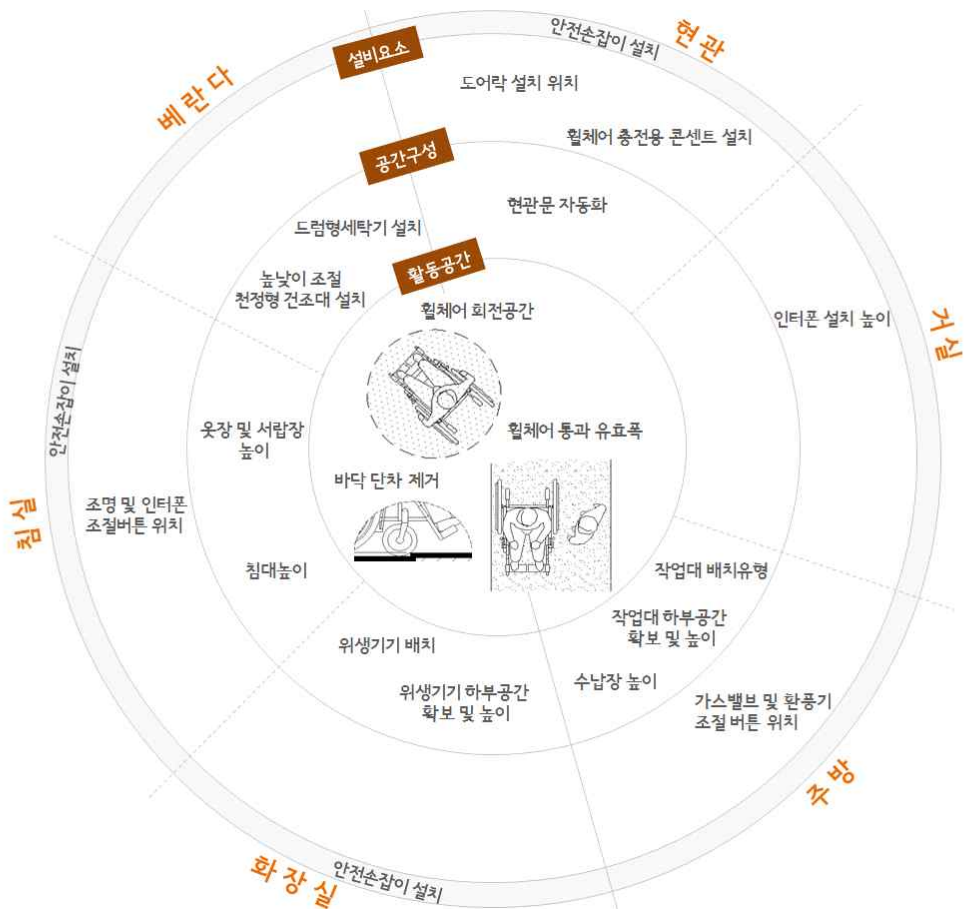 안전손잡이 설치
현관
설비요소
도어락 설치 위치
베란다
휠체어 충전용 콘센트 설치
공간구성
현관문 자동화
드럼형세탁기 설치
활동공간
높낮이 조절
천정형 건조대 설치
휠체어 회전공간
인터폰 설치 높이
거실
안전손잡이 설치
옷장 및 서랍장
높이
휠체어 통과 유효폭
바닥 단차 제거
침실
조명 및 인터폰
조절버튼 위치
침대높이
작업대 배치유형
작업대 하부공간
확보 및 높이
위생기기 배치
수납장 높이
위생기기 하부공간
확보 및 높이
가스밸브 및 환풍기
조절 버튼 위치
주방
화장실
안전손잡이 설치